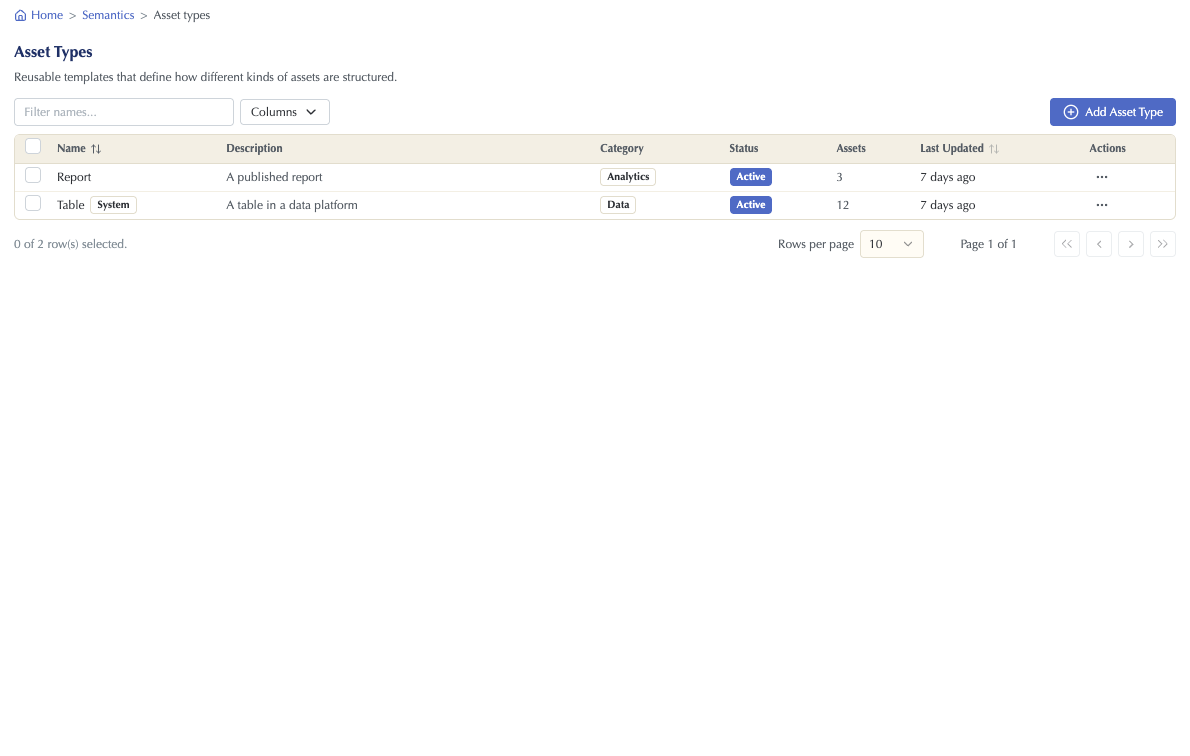 Home > Semantics > Asset types
Asset Types
Reusable templates that define how different kinds of assets are structured.
Filter names...
Columns
Add Asset Type
Name Description Category Status Assets Last Updated Actions
Report A published report Analytics Active 3 7 days ago ...
Table System A table in a data platform Data Active 12 7 days ago ...
0 of 2 row(s) selected.
Rows per page 10 Page 1 of 1